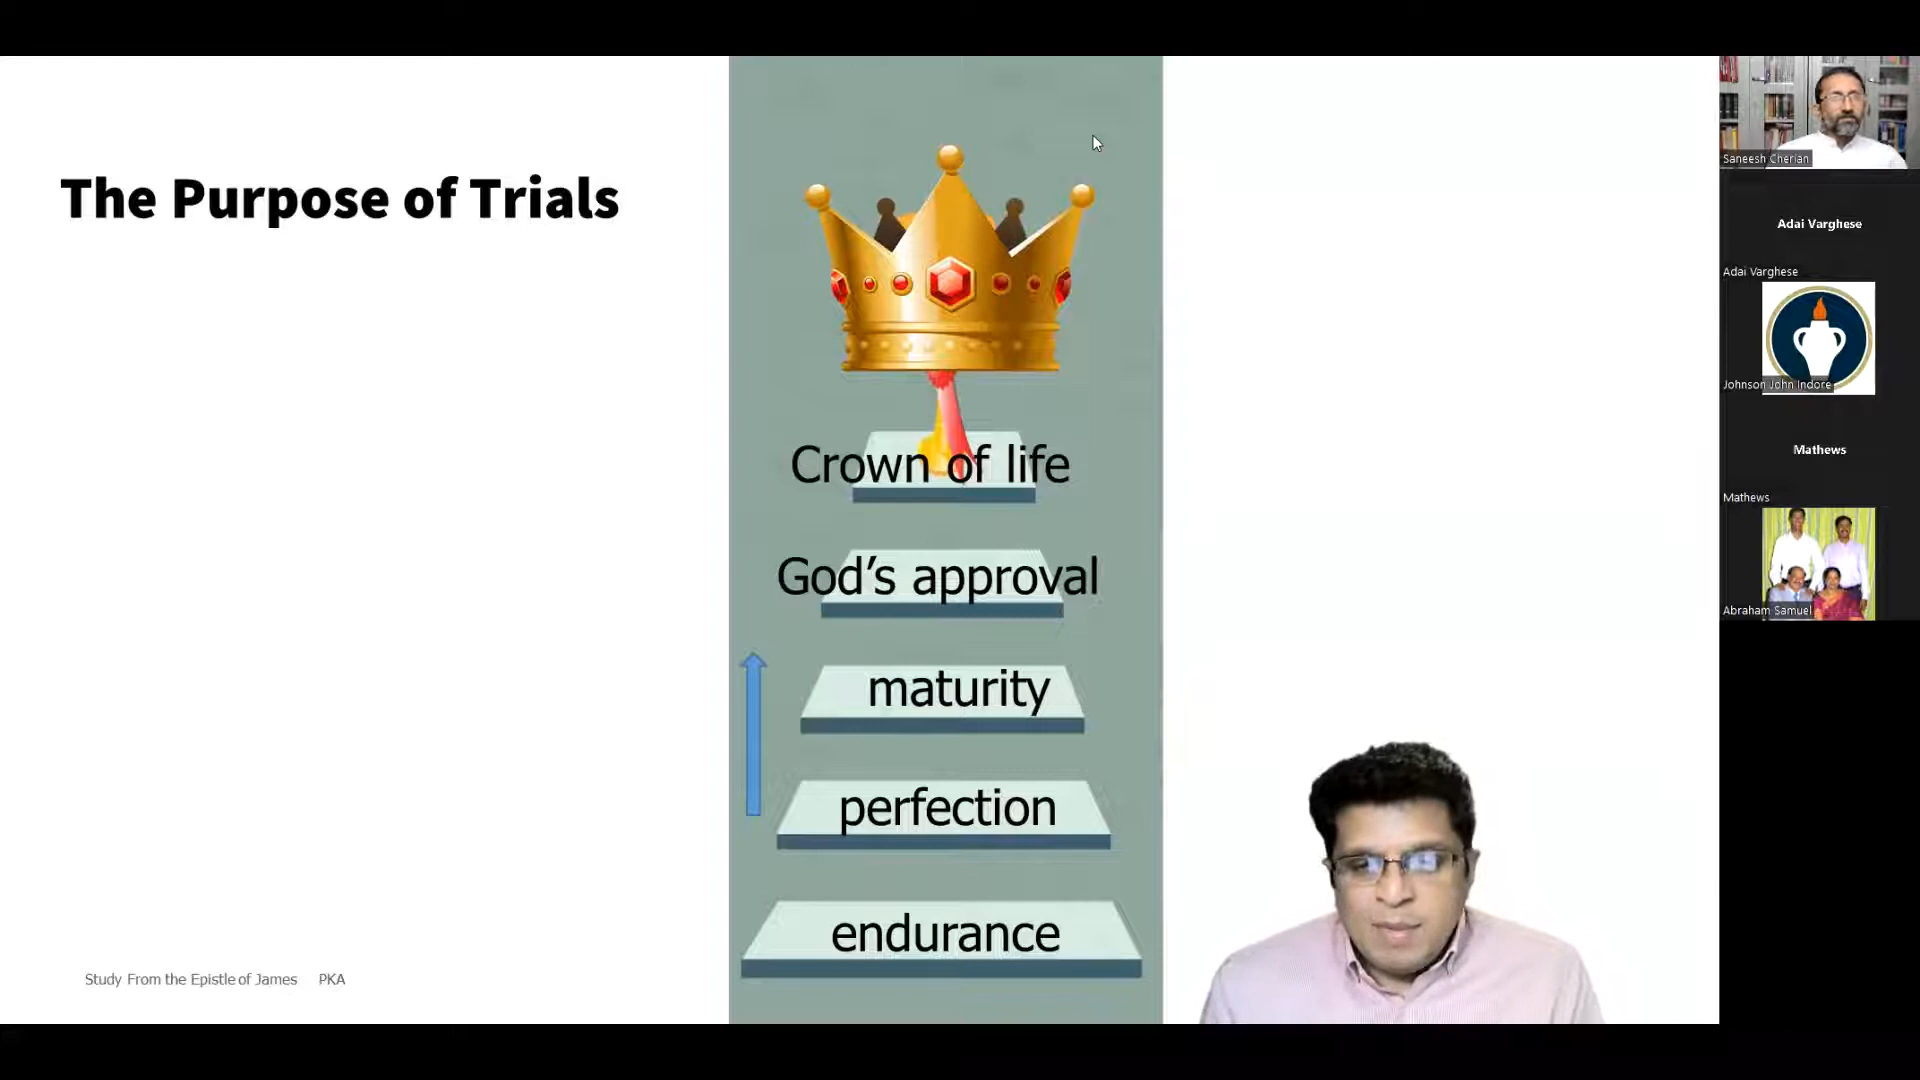 The Purpose of Trials
Crown of life
God’s approval
maturity
perfection
endurance
Study From the Epistle of James PKA
Saneesh Cherian
Adai Varghese
Adai Varghese
Johnson John Indore
Mathews
Mathews
Abraham Samuel